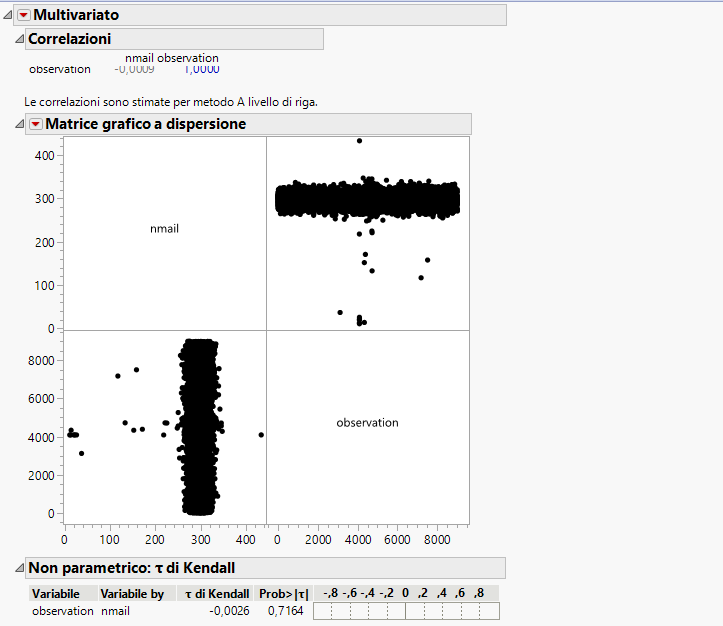 Multivariato
Correlazioni
nmail observation
observation -0,0009 1,0000
Le correlazioni sono stimate per metodo A livello di riga.
Matrice grafico a dispersione
400
300
200
100
0
nmail
8000
6000
4000
2000
0
observation
0 100 200 300 400 0 2000 4000 6000 8000
Non parametrico: τ di Kendall
Variabile Variabile by τ di Kendall Prob>|τ| -,8 -,6 -,4 -,2 0 ,2 ,4 ,6 ,8
observation nmail -0,0026 0,7164